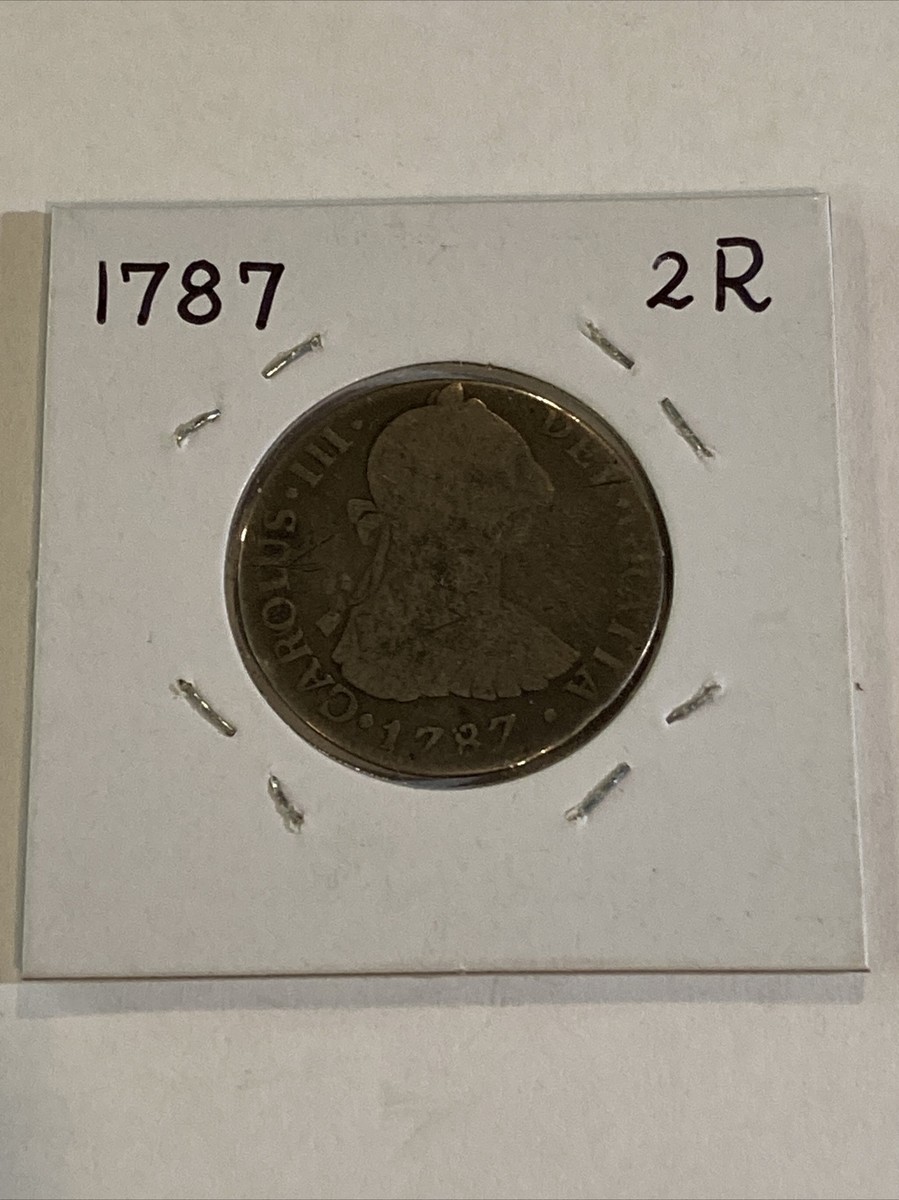 1787 2R
·CAROLUS·III· DEI·GRATIA·
·1787·